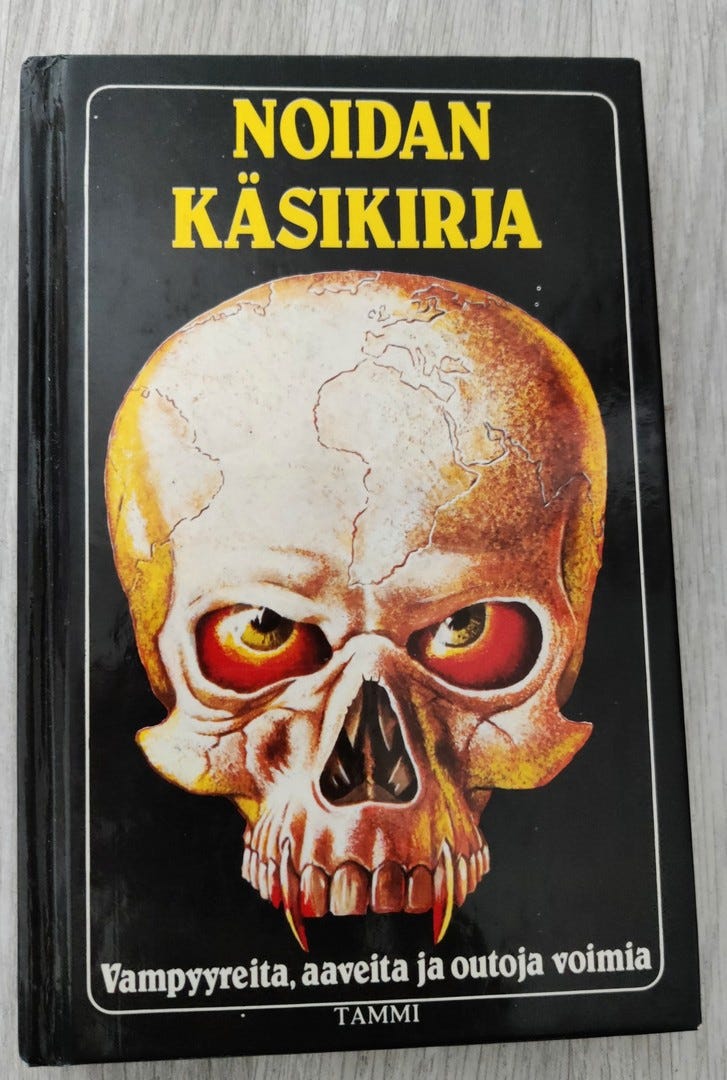 NOIDAN
KÄSIKIRJA
Vampyyreita, aaveita ja outoja voimia
TAMMI